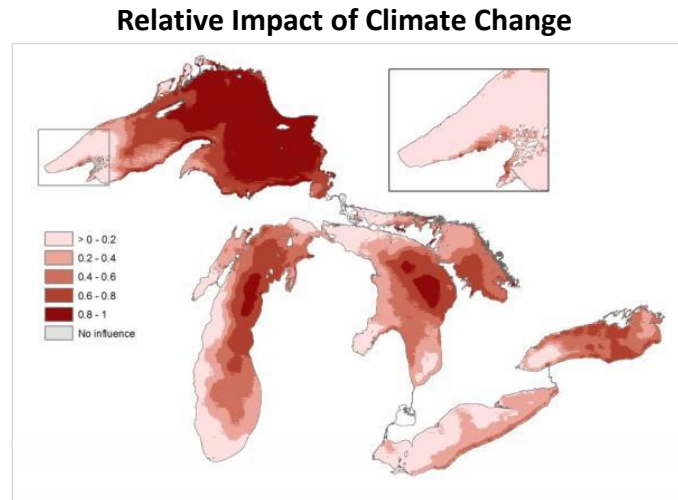 Relative Impact of Climate Change
> 0 - 0.2
0.2 - 0.4
0.4 - 0.6
0.6 - 0.8
0.8 - 1
No influence